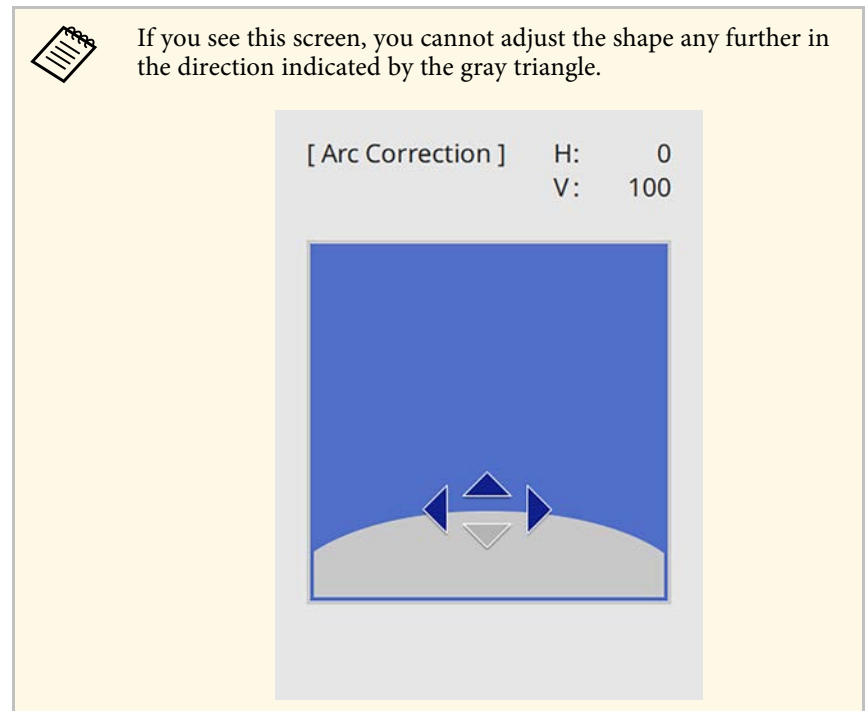 If you see this screen, you cannot adjust the shape any further in
the direction indicated by the gray triangle.
[ Arc Correction ] H: 0
V: 100